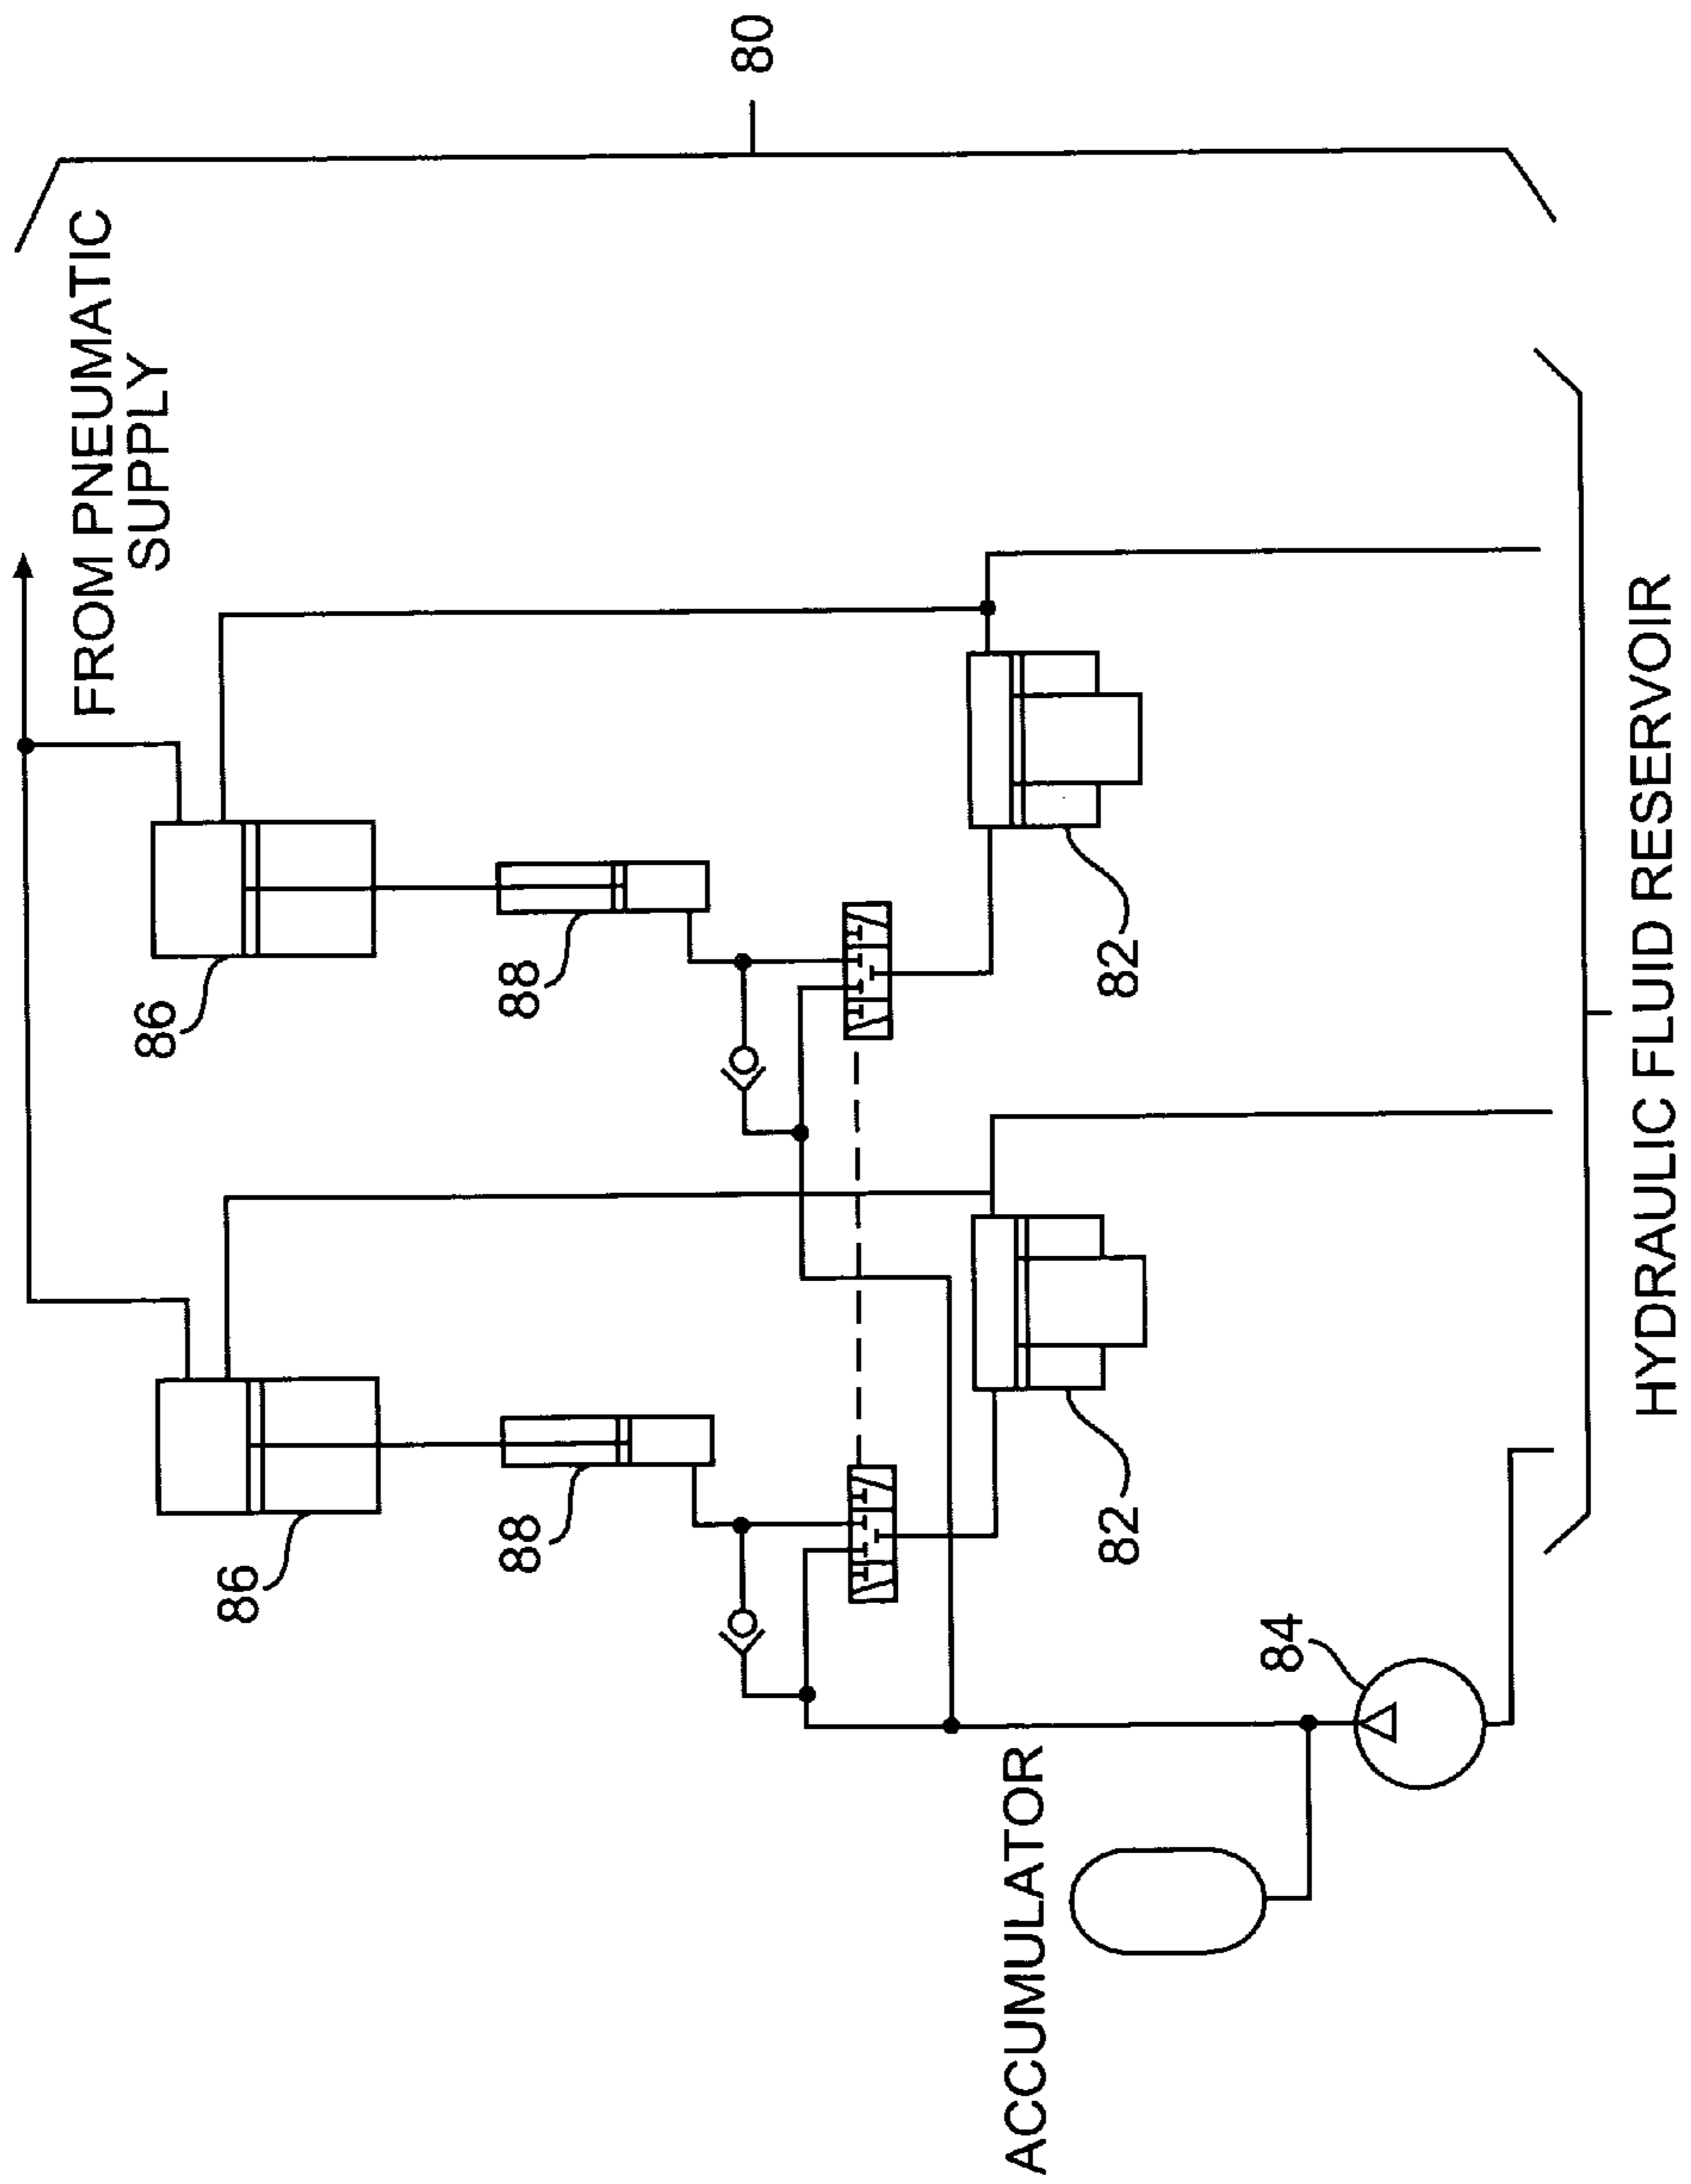 80
FROM PNEUMATIC
SUPPLY
86
86
88
88
82
82
84
ACCUMULATOR
HYDRAULIC FLUID RESERVOIR